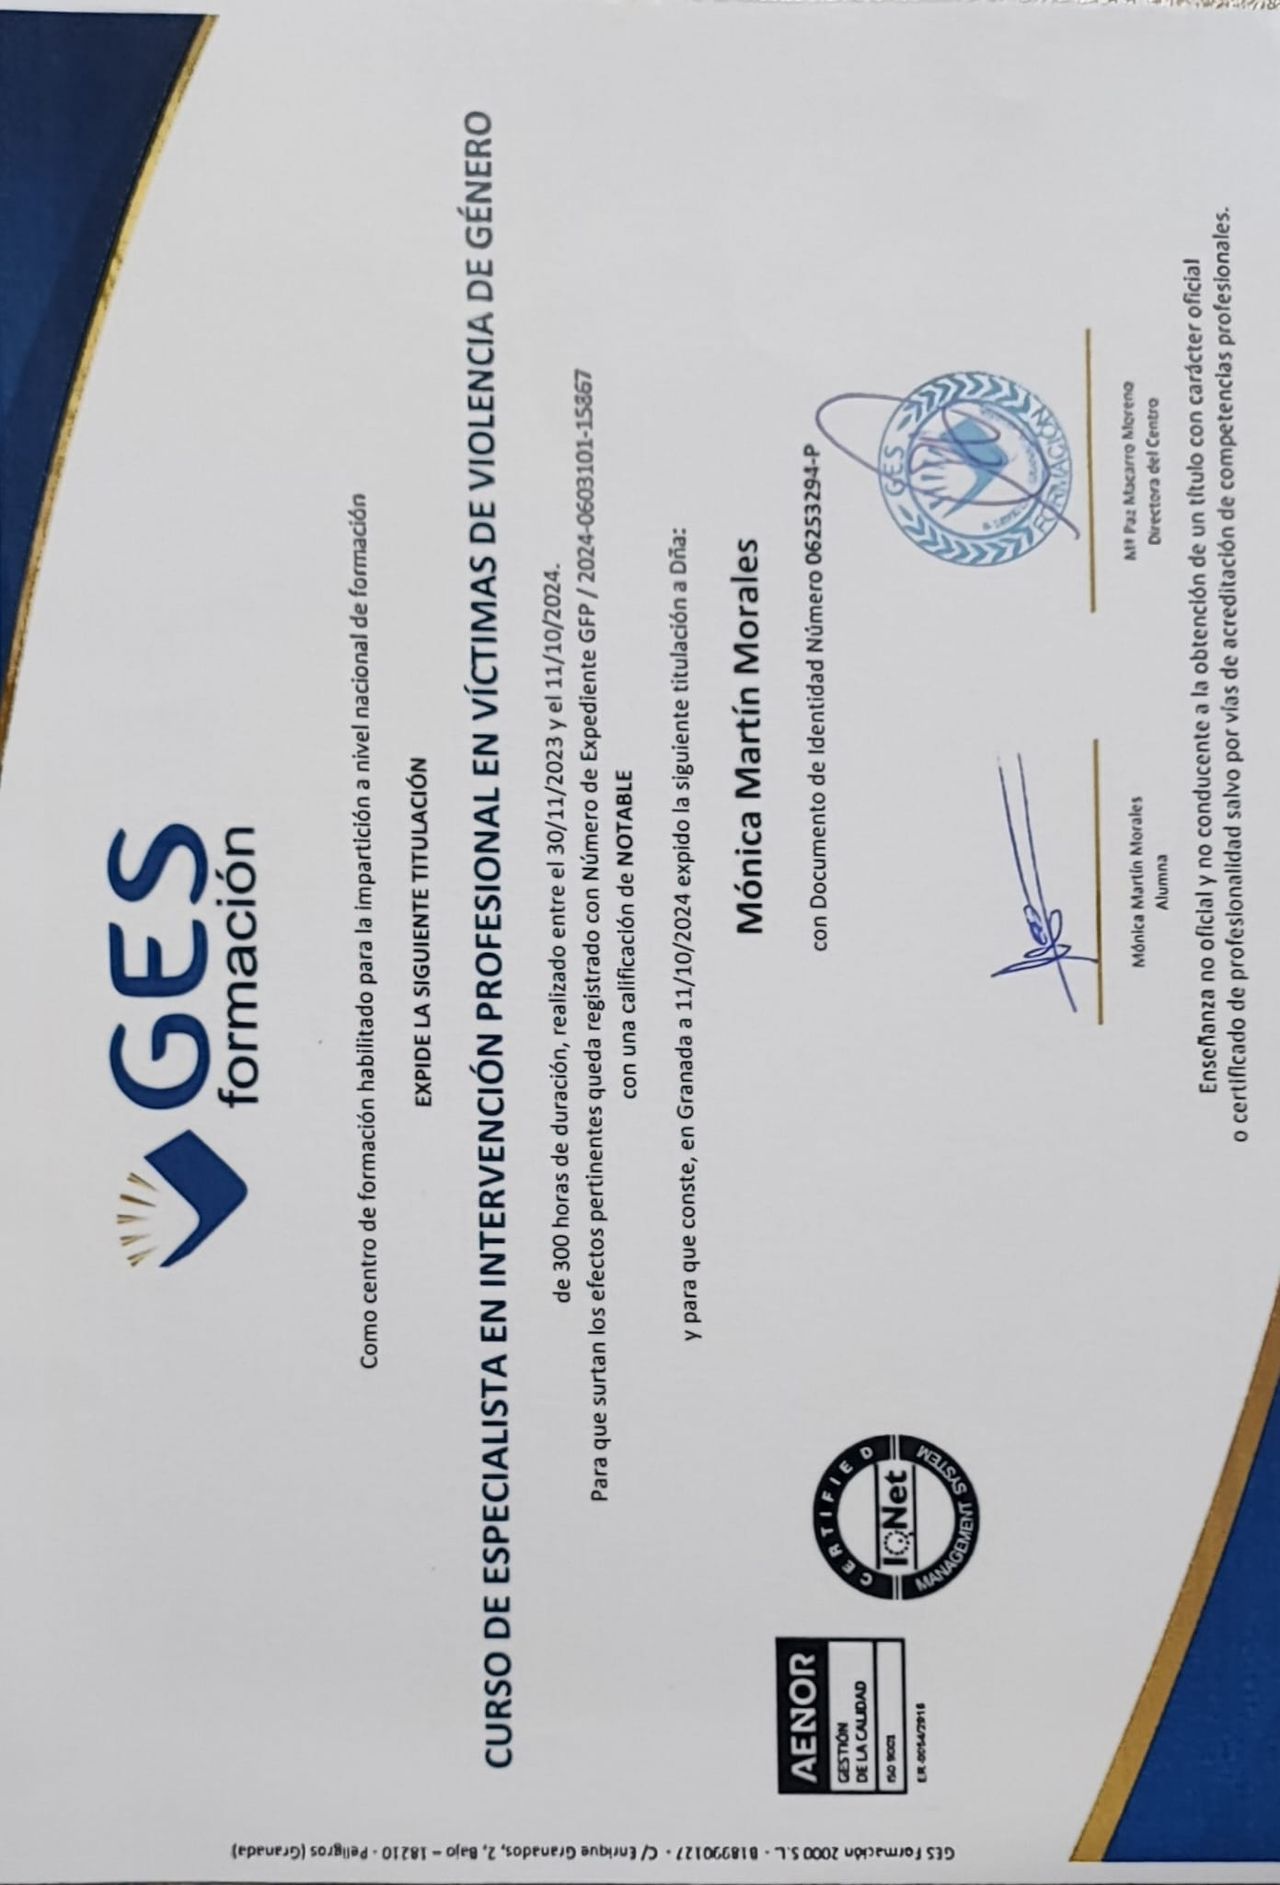 GES
formación
Como centro de formación habilitado para la impartición a nivel nacional de formación
EXPIDE LA SIGUIENTE TITULACIÓN
CURSO DE ESPECIALISTA EN INTERVENCIÓN PROFESIONAL EN VÍCTIMAS DE VIOLENCIA DE GÉNERO
de 300 horas de duración, realizado entre el 30/11/2023 y el 11/10/2024.
Para que surtan los efectos pertinentes queda registrado con Número de Expediente GFP / 2024-0603101-15867
con una calificación de NOTABLE
y para que conste, en Granada a 11/10/2024 expido la siguiente titulación a Dña:
Mónica Martín Morales
con Documento de Identidad Número 06253294-P
AENOR
GESTIÓN
DE LA CALIDAD
ISO 9001
ER-0054/2016
CERTIFIED
IQNet
MANAGEMENT SYSTEM
GES
FORMACIÓN
Mónica Martín Morales
Alumna
Mª Paz Macarro Moreno
Directora del Centro
Enseñanza no oficial y no conducente a la obtención de un título con carácter oficial
o certificado de profesionalidad salvo por vías de acreditación de competencias profesionales.
GES Formación 2000 S.L. - B18990127 - C/ Enrique Granados, 2, Bajo – 18210 - Peligros (Granada)